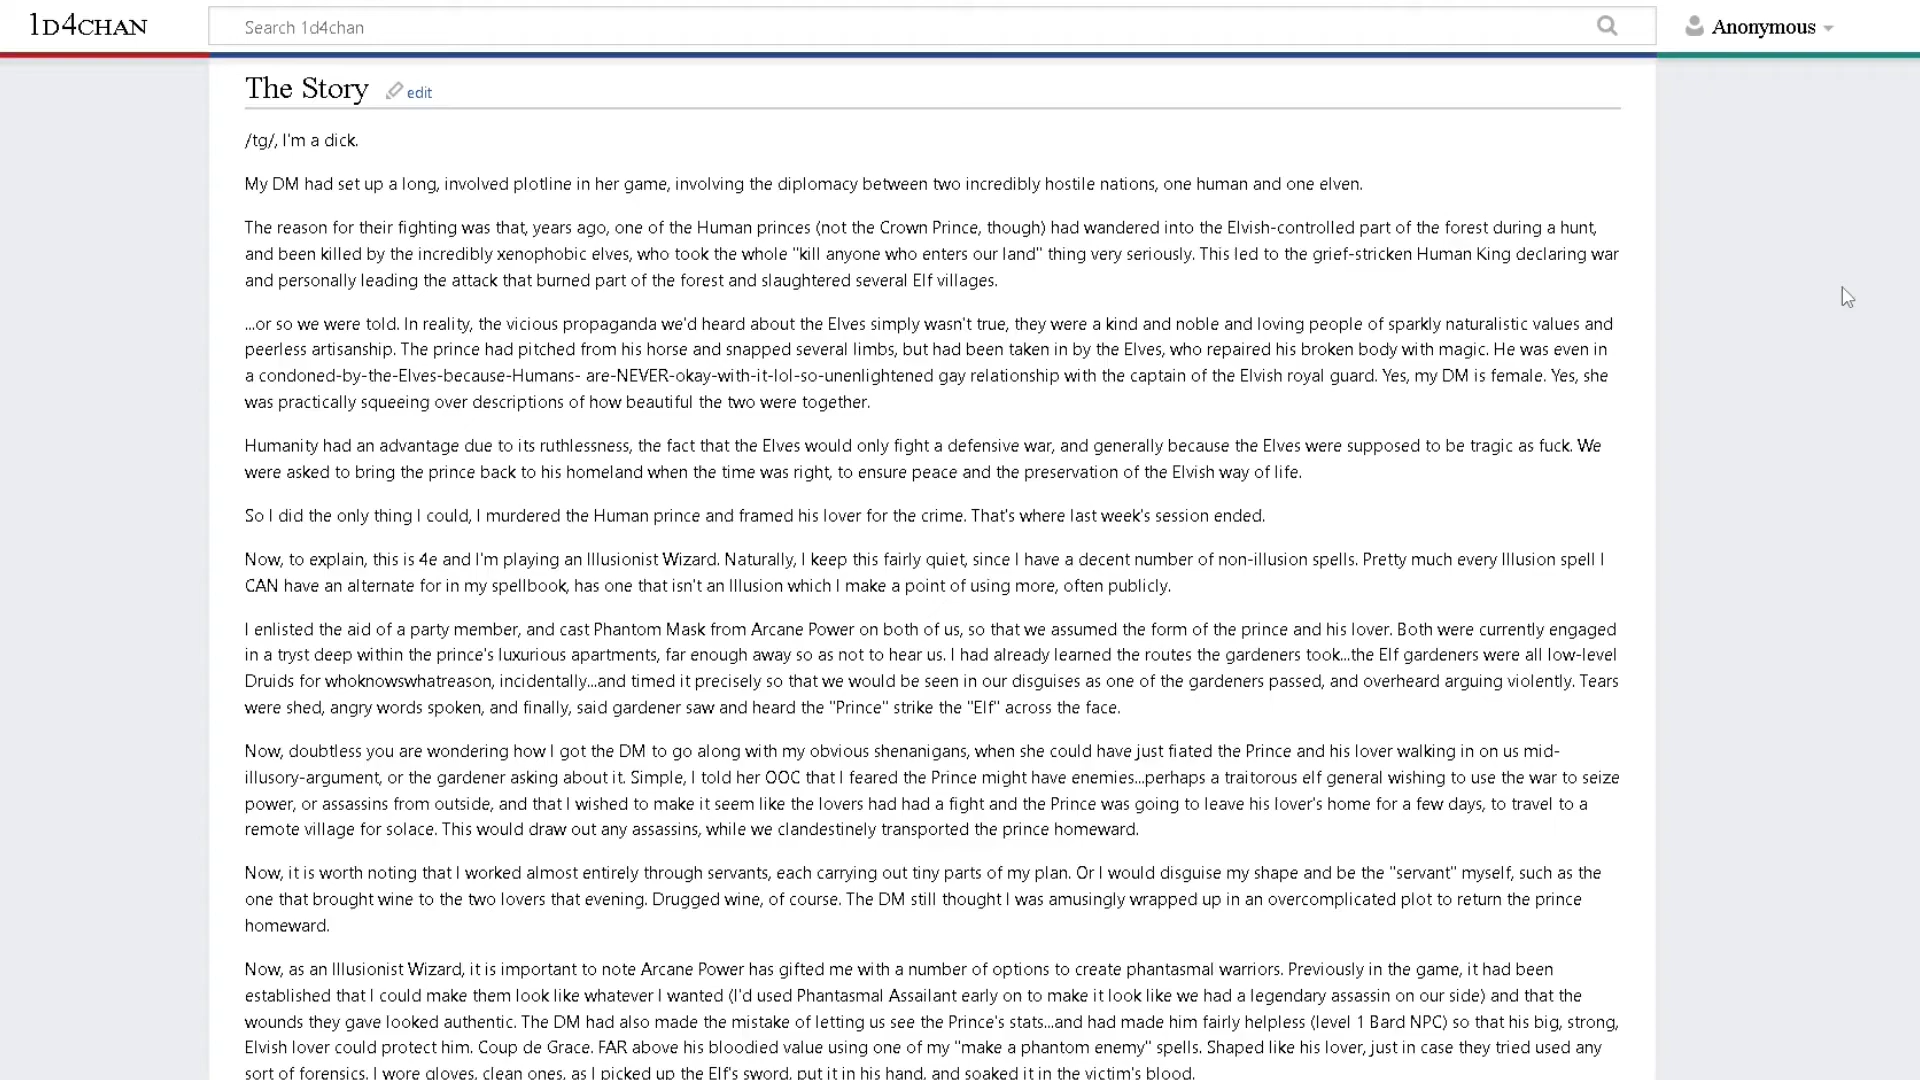 1D4CHAN
Search 1d4chan
Anonymous
The Story
edit
/tg/, I'm a dick.
My DM had set up a long, involved plotline in her game, involving the diplomacy between two incredibly hostile nations, one human and one elven.
The reason for their fighting was that, years ago, one of the Human princes (not the Crown Prince, though) had wandered into the Elvish-controlled part of the forest during a hunt,
and been killed by the incredibly xenophobic elves, who took the whole "kill anyone who enters our land" thing very seriously. This led to the grief-stricken Human King declaring war
and personally leading the attack that burned part of the forest and slaughtered several Elf villages.
...or so we were told. In reality, the vicious propaganda we'd heard about the Elves simply wasn't true, they were a kind and noble and loving people of sparkly naturalistic values and
peerless artisanship. The prince had pitched from his horse and snapped several limbs, but had been taken in by the Elves, who repaired his broken body with magic. He was even in
a condoned-by-the-Elves-because-Humans- are-NEVER-okay-with-it-lol-so-unenlightened gay relationship with the captain of the Elvish royal guard. Yes, my DM is female. Yes, she
was practically squeeing over descriptions of how beautiful the two were together.
Humanity had an advantage due to its ruthlessness, the fact that the Elves would only fight a defensive war, and generally because the Elves were supposed to be tragic as fuck. We
were asked to bring the prince back to his homeland when the time was right, to ensure peace and the preservation of the Elvish way of life.
So I did the only thing I could, I murdered the Human prince and framed his lover for the crime. That's where last week's session ended.
Now, to explain, this is 4e and I'm playing an Illusionist Wizard. Naturally, I keep this fairly quiet, since I have a decent number of non-illusion spells. Pretty much every Illusion spell I
CAN have an alternate for in my spellbook, has one that isn't an Illusion which I make a point of using more, often publicly.
I enlisted the aid of a party member, and cast Phantom Mask from Arcane Power on both of us, so that we assumed the form of the prince and his lover. Both were currently engaged
in a tryst deep within the prince's luxurious apartments, far enough away so as not to hear us. I had already learned the routes the gardeners took...the Elf gardeners were all low-level
Druids for whoknowswhatreason, incidentally...and timed it precisely so that we would be seen in our disguises as one of the gardeners passed, and overheard arguing violently. Tears
were shed, angry words spoken, and finally, said gardener saw and heard the "Prince" strike the "Elf" across the face.
Now, doubtless you are wondering how I got the DM to go along with my obvious shenanigans, when she could have just fiated the Prince and his lover walking in on us mid-
illusory-argument, or the gardener asking about it. Simple, I told her OOC that I feared the Prince might have enemies...perhaps a traitorous elf general wishing to use the war to seize
power, or assassins from outside, and that I wished to make it seem like the lovers had had a fight and the Prince was going to leave his lover's home for a few days, to travel to a
remote village for solace. This would draw out any assassins, while we clandestinely transported the prince homeward.
Now, it is worth noting that I worked almost entirely through servants, each carrying out tiny parts of my plan. Or I would disguise my shape and be the "servant" myself, such as the
one that brought wine to the two lovers that evening. Drugged wine, of course. The DM still thought I was amusingly wrapped up in an overcomplicated plot to return the prince
homeward.
Now, as an Illusionist Wizard, it is important to note Arcane Power has gifted me with a number of options to create phantasmal warriors. Previously in the game, it had been
established that I could make them look like whatever I wanted (I'd used Phantasmal Assailant early on to make it look like we had a legendary assassin on our side) and that the
wounds they gave looked authentic. The DM had also made the mistake of letting us see the Prince's stats...and had made him fairly helpless (level 1 Bard NPC) so that his big, strong,
Elvish lover could protect him. Coup de Grace. FAR above his bloodied value using one of my "make a phantom enemy" spells. Shaped like his lover, just in case they tried used any
sort of forensics. I wore gloves, clean ones, as I picked up the Elf's sword, put it in his hand, and soaked it in the victim's blood.